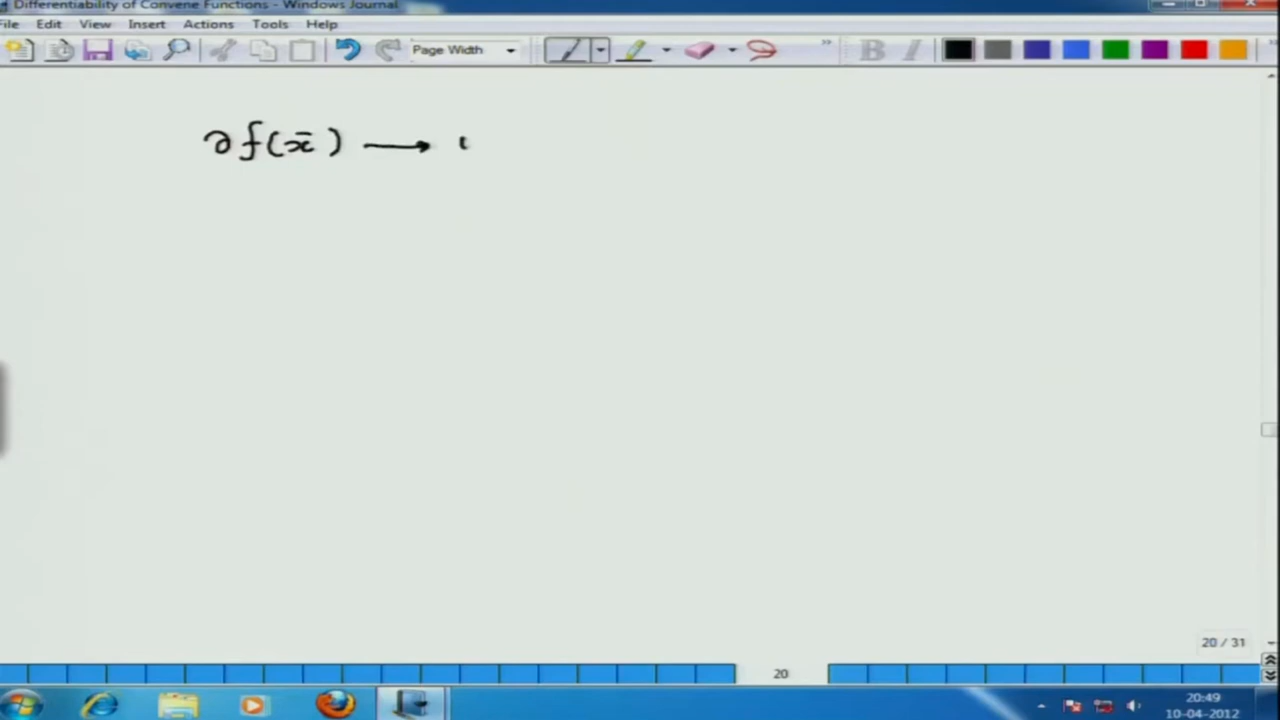 Differentiability of Convene Functions - Windows Journal
File Edit View Insert Actions Tools Help
Page Width B I
∂f(x̄) →
20 / 31
20
20:49
10-04-2012